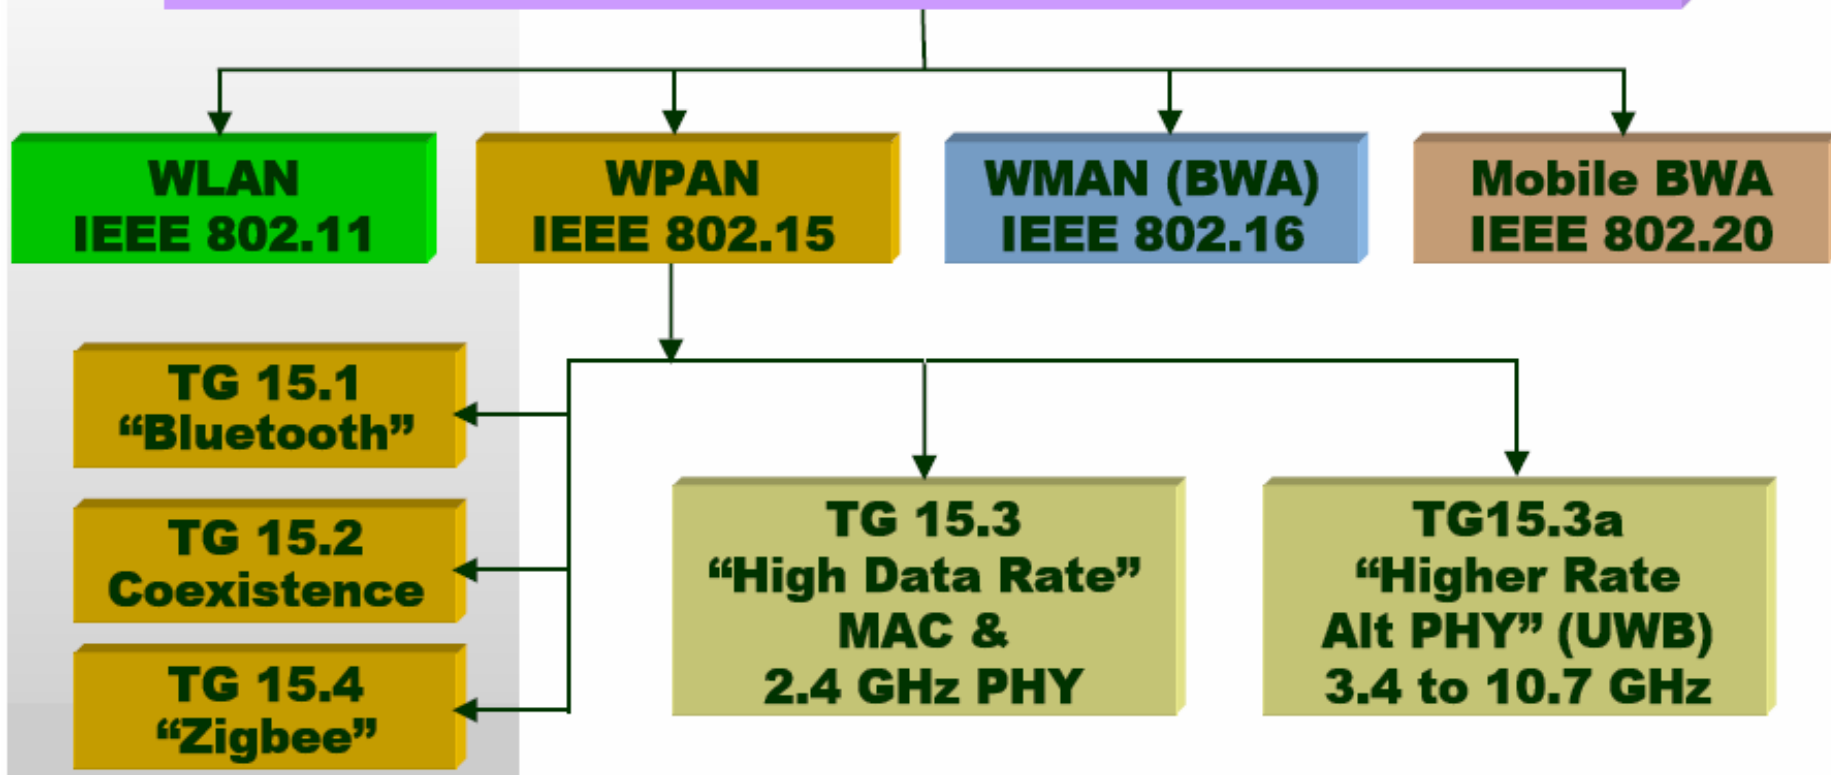 WLAN
IEEE 802.11
WPAN
IEEE 802.15
WMAN (BWA)
IEEE 802.16
Mobile BWA
IEEE 802.20
TG 15.1
“Bluetooth”
TG 15.2
Coexistence
TG 15.4
“Zigbee”
TG 15.3
“High Data Rate”
MAC &
2.4 GHz PHY
TG15.3a
“Higher Rate
Alt PHY” (UWB)
3.4 to 10.7 GHz